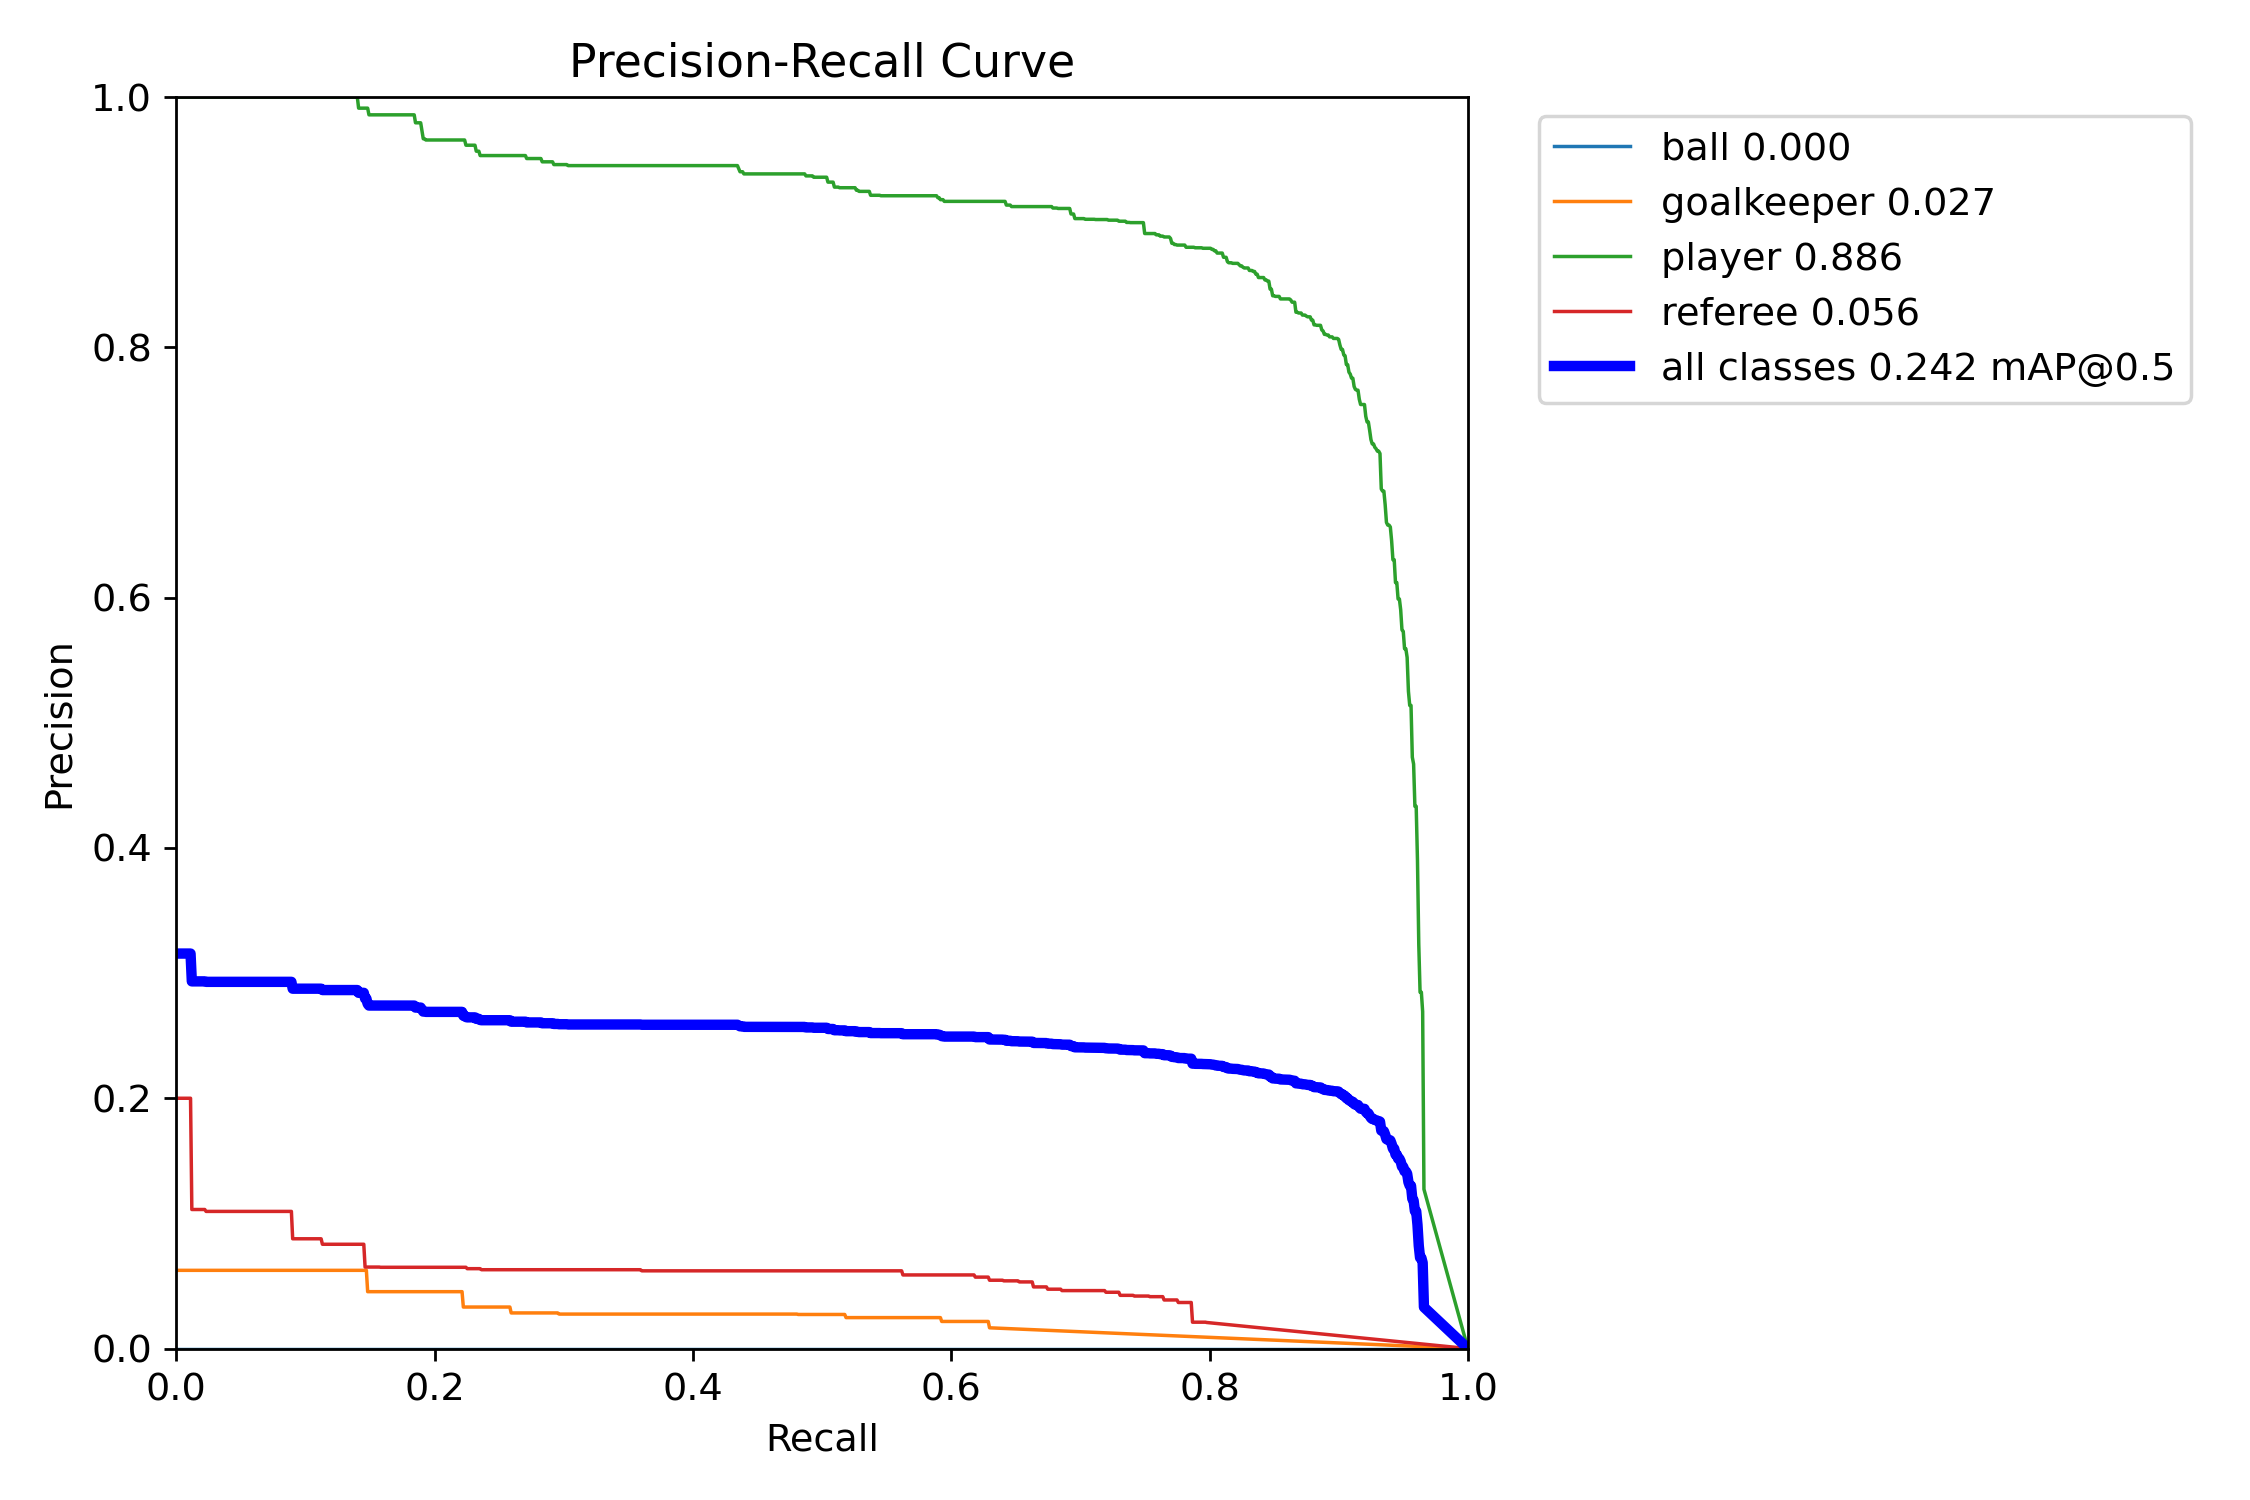 Precision-Recall Curve
1.0
0.8
0.6
0.4
0.2
0.0
Precision
0.0 0.2 0.4 0.6 0.8 1.0
Recall
ball 0.000
goalkeeper 0.027
player 0.886
referee 0.056
all classes 0.242 mAP@0.5